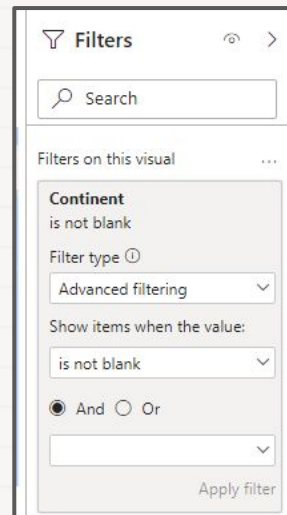 Filters
Search
Filters on this visual
...
Continent
is not blank
Filter type
Advanced filtering
Show items when the value:
is not blank
And Or
Apply filter